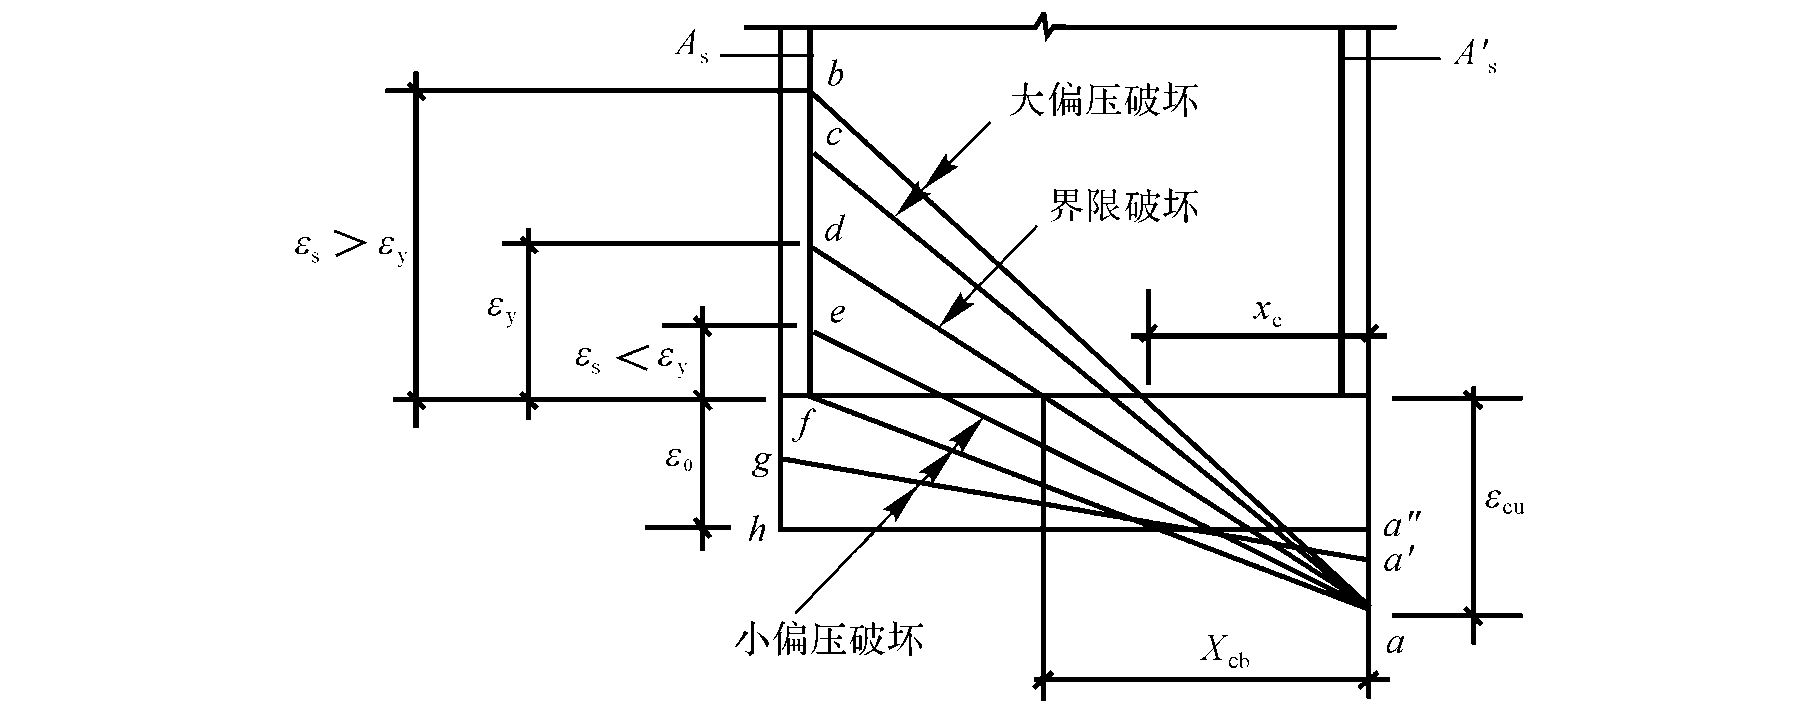 A_s
A'_s
b
大偏压破坏
c
界限破坏
d
ε_s > ε_y
ε_y
e
x_c
ε_s < ε_y
f
ε_0
g
ε_cu
h
a″
a′
小偏压破坏
a
X_cb